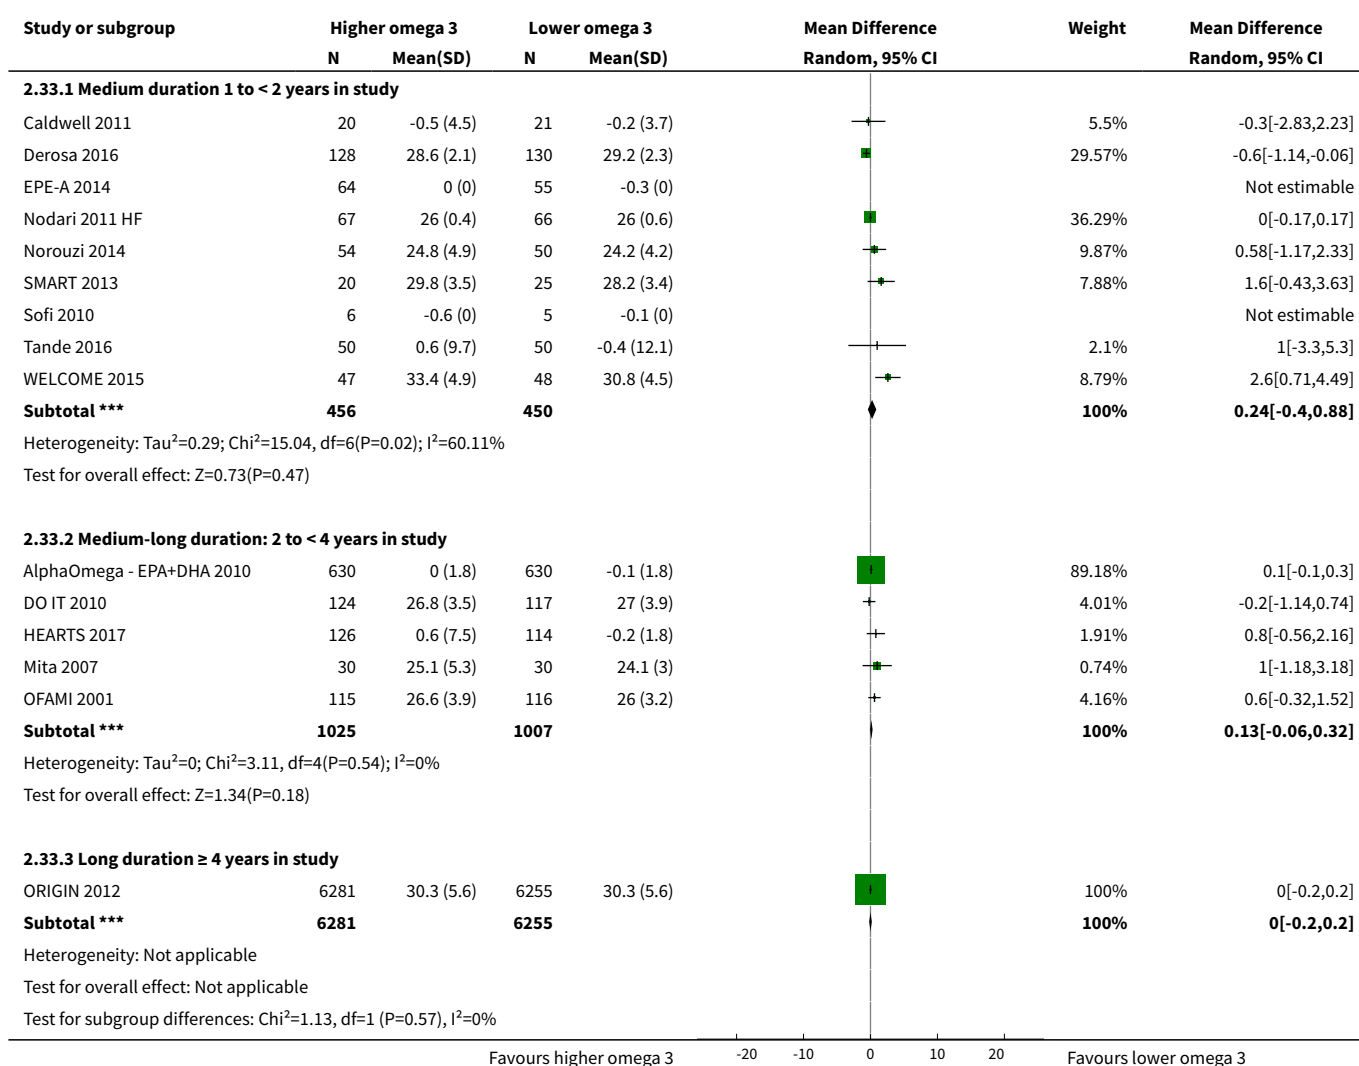 Study or subgroup Higher omega 3 Lower omega 3 Mean Difference Weight Mean Difference
N Mean(SD) N Mean(SD) Random, 95% CI Random, 95% CI
2.33.1 Medium duration 1 to < 2 years in study
Caldwell 2011 20 -0.5 (4.5) 21 -0.2 (3.7) 5.5% -0.3[-2.83,2.23]
Derosa 2016 128 28.6 (2.1) 130 29.2 (2.3) 29.57% -0.6[-1.14,-0.06]
EPE-A 2014 64 0 (0) 55 -0.3 (0) Not estimable
Nodari 2011 HF 67 26 (0.4) 66 26 (0.6) 36.29% 0[-0.17,0.17]
Norouzi 2014 54 24.8 (4.9) 50 24.2 (4.2) 9.87% 0.58[-1.17,2.33]
SMART 2013 20 29.8 (3.5) 25 28.2 (3.4) 7.88% 1.6[-0.43,3.63]
Sofi 2010 6 -0.6 (0) 5 -0.1 (0) Not estimable
Tande 2016 50 0.6 (9.7) 50 -0.4 (12.1) 2.1% 1[-3.3,5.3]
WELCOME 2015 47 33.4 (4.9) 48 30.8 (4.5) 8.79% 2.6[0.71,4.49]
Subtotal *** 456 450 100% 0.24[-0.4,0.88]
Heterogeneity: Tau²=0.29; Chi²=15.04, df=6(P=0.02); I²=60.11%
Test for overall effect: Z=0.73(P=0.47)
2.33.2 Medium-long duration: 2 to < 4 years in study
AlphaOmega - EPA+DHA 2010 630 0 (1.8) 630 -0.1 (1.8) 89.18% 0.1[-0.1,0.3]
DO IT 2010 124 26.8 (3.5) 117 27 (3.9) 4.01% -0.2[-1.14,0.74]
HEARTS 2017 126 0.6 (7.5) 114 -0.2 (1.8) 1.91% 0.8[-0.56,2.16]
Mita 2007 30 25.1 (5.3) 30 24.1 (3) 0.74% 1[-1.18,3.18]
OFAMI 2001 115 26.6 (3.9) 116 26 (3.2) 4.16% 0.6[-0.32,1.52]
Subtotal *** 1025 1007 100% 0.13[-0.06,0.32]
Heterogeneity: Tau²=0; Chi²=3.11, df=4(P=0.54); I²=0%
Test for overall effect: Z=1.34(P=0.18)
2.33.3 Long duration ≥ 4 years in study
ORIGIN 2012 6281 30.3 (5.6) 6255 30.3 (5.6) 100% 0[-0.2,0.2]
Subtotal *** 6281 6255 100% 0[-0.2,0.2]
Heterogeneity: Not applicable
Test for overall effect: Not applicable
Test for subgroup differences: Chi²=1.13, df=1 (P=0.57), I²=0%
Favours higher omega 3 -20 -10 0 10 20 Favours lower omega 3